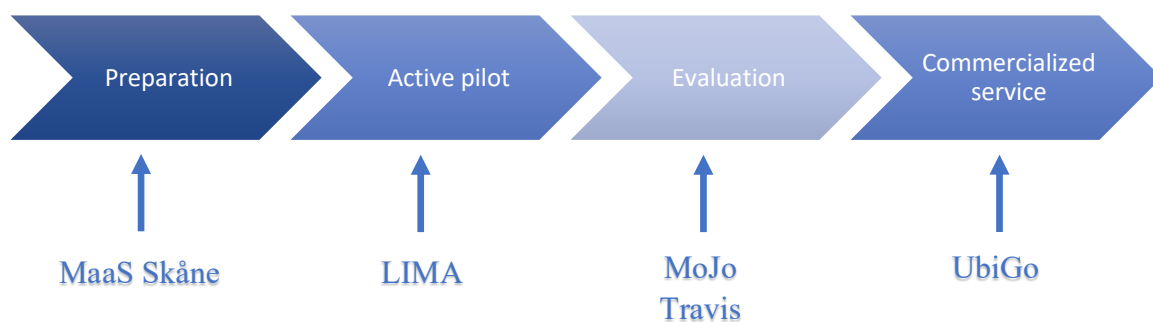 Preparation
Active pilot
Evaluation
Commercialized
service
MaaS Skåne
LIMA
MoJo
Travis
UbiGo